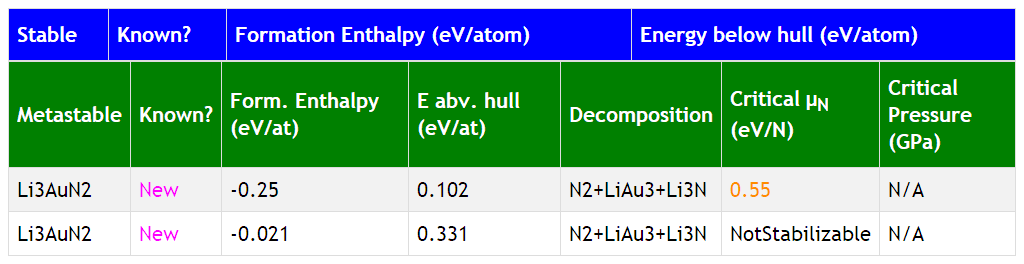 Stable Known? Formation Enthalpy (eV/atom) Energy below hull (eV/atom)
Metastable Known? Form. Enthalpy (eV/at) E abv. hull (eV/at) Decomposition Critical μN (eV/N) Critical Pressure (GPa)
Li3AuN2 New -0.25 0.102 N2+LiAu3+Li3N 0.55 N/A
Li3AuN2 New -0.021 0.331 N2+LiAu3+Li3N NotStabilizable N/A